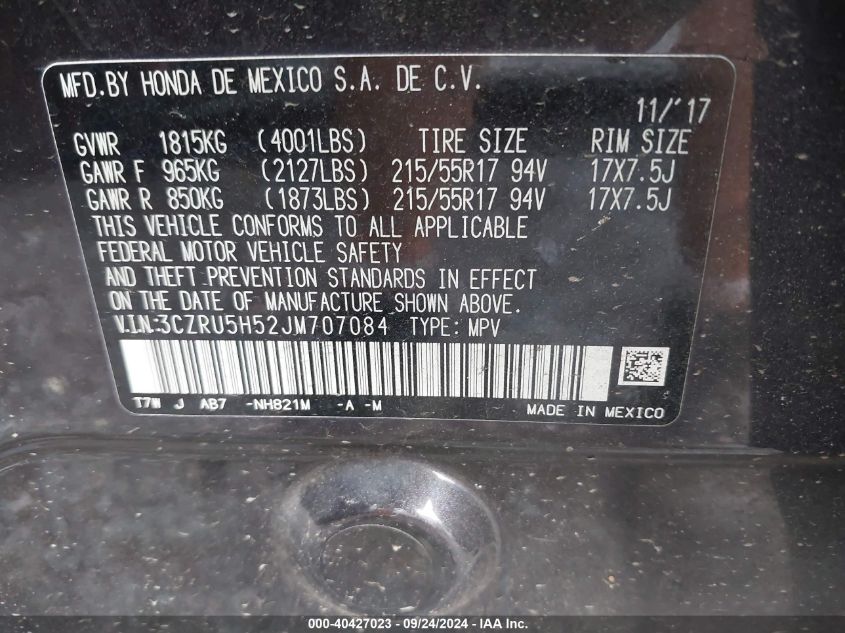 MFD.BY HONDA DE MEXICO S.A. DE C.V.
11/'17
GVWR 1815KG (4001LBS) TIRE SIZE RIM SIZE
GAWR F 965KG (2127LBS) 215/55R17 94V 17X7.5J
GAWR R 850KG (1873LBS) 215/55R17 94V 17X7.5J
THIS VEHICLE CONFORMS TO ALL APPLICABLE
FEDERAL MOTOR VEHICLE SAFETY
AND THEFT PREVENTION STANDARDS IN EFFECT
ON THE DATE OF MANUFACTURE SHOWN ABOVE.
V.I.N:3CZRU5H52JM707084 TYPE: MPV
T7W J AB7 -NH821M -A -M MADE IN MEXICO
000-40427023 - 09/24/2024 - IAA Inc.